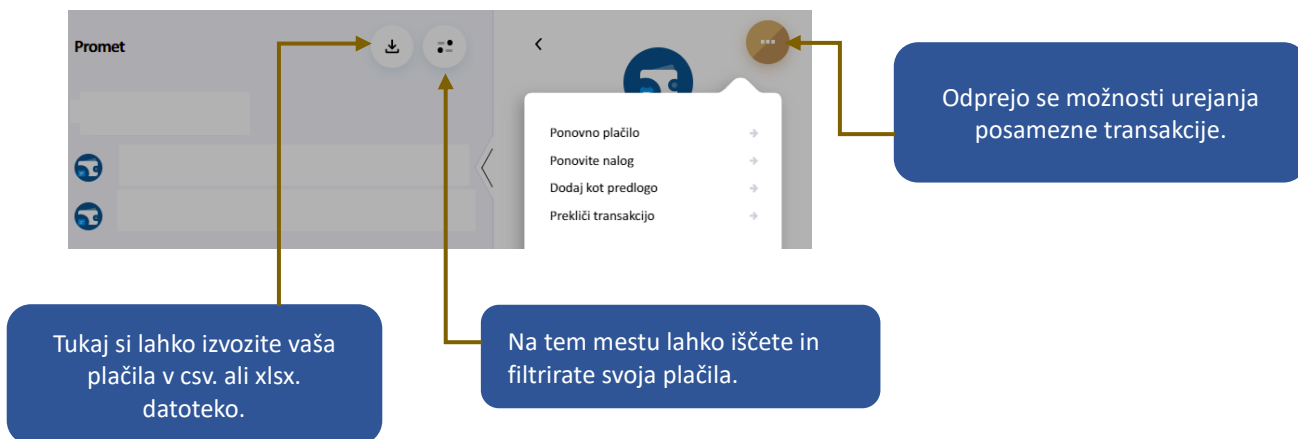 Promet
Ponovno plačilo
Ponovite nalog
Dodaj kot predlogo
Prekliči transakcijo
Odprejo se možnosti urejanja
posamezne transakcije.
Tukaj si lahko izvozite vaša
plačila v csv. ali xlsx.
datoteko.
Na tem mestu lahko iščete in
filtrirate svoja plačila.